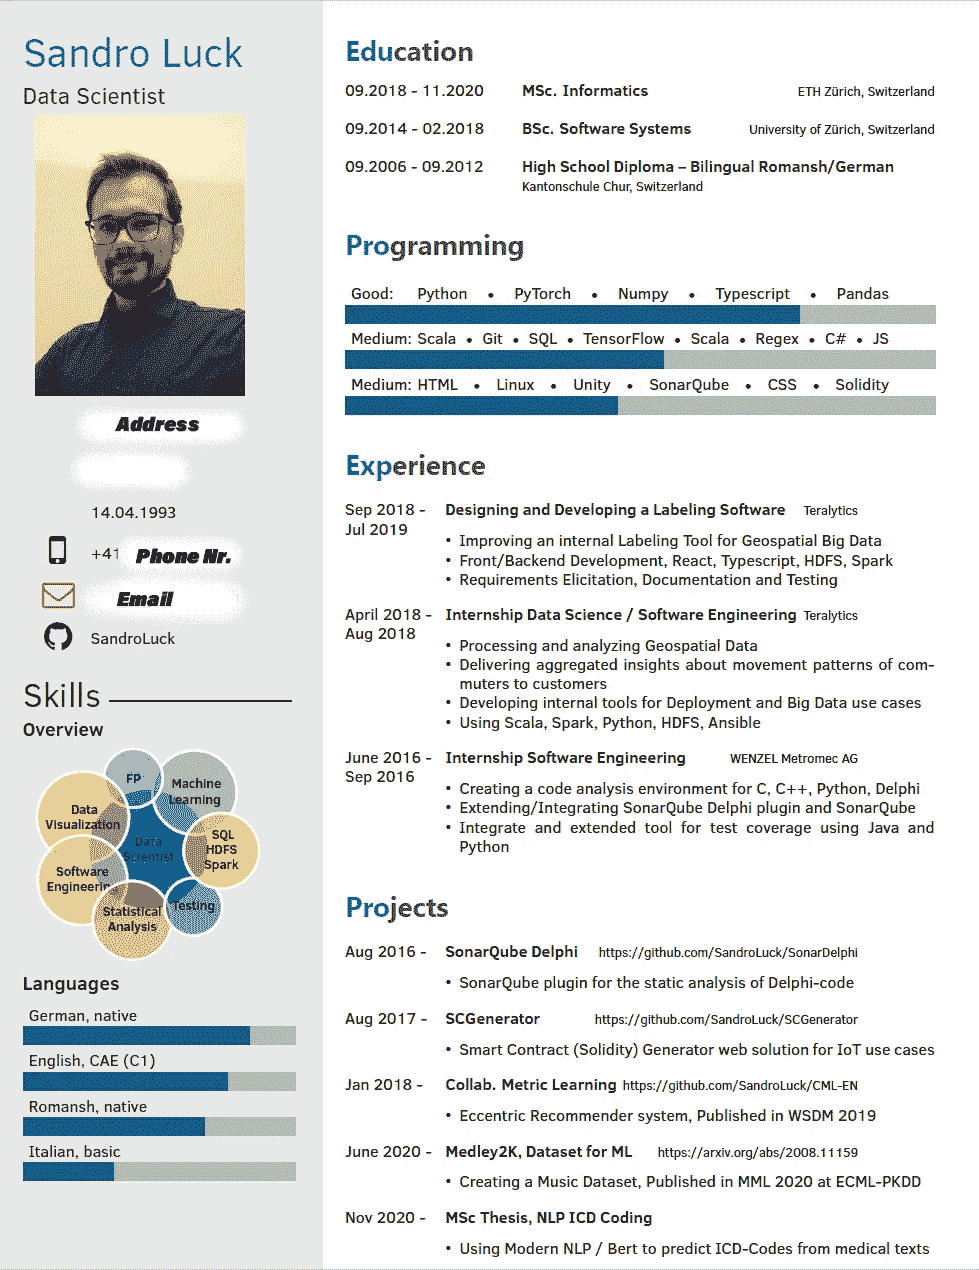 Sandro Luck
Data Scientist
Address
14.04.1993
+41 Phone Nr.
Email
SandroLuck
Skills
Overview
FP
Machine
Learning
Data
Visualization
SQL
HDFS
Spark
Data
Scientist
Software
Engineering
Statistical
Analysis
Testing
Languages
German, native
English, CAE (C1)
Romansh, native
Italian, basic
Education
09.2018 - 11.2020 MSc. Informatics ETH Zürich, Switzerland
09.2014 - 02.2018 BSc. Software Systems University of Zürich, Switzerland
09.2006 - 09.2012 High School Diploma – Bilingual Romansh/German
Kantonschule Chur, Switzerland
Programming
Good: Python • PyTorch • Numpy • Typescript • Pandas
Medium: Scala • Git • SQL • TensorFlow • Scala • Regex • C# • JS
Medium: HTML • Linux • Unity • SonarQube • CSS • Solidity
Experience
Sep 2018 - Designing and Developing a Labeling Software Teralytics
Jul 2019
• Improving an internal Labeling Tool for Geospatial Big Data
• Front/Backend Development, React, Typescript, HDFS, Spark
• Requirements Elicitation, Documentation and Testing
April 2018 - Internship Data Science / Software Engineering Teralytics
Aug 2018
• Processing and analyzing Geospatial Data
• Delivering aggregated insights about movement patterns of com-
muters to customers
• Developing internal tools for Deployment and Big Data use cases
• Using Scala, Spark, Python, HDFS, Ansible
June 2016 - Internship Software Engineering WENZEL Metromec AG
Sep 2016
• Creating a code analysis environment for C, C++, Python, Delphi
• Extending/Integrating SonarQube Delphi plugin and SonarQube
• Integrate and extended tool for test coverage using Java and
Python
Projects
Aug 2016 - SonarQube Delphi https://github.com/SandroLuck/SonarDelphi
• SonarQube plugin for the static analysis of Delphi-code
Aug 2017 - SCGenerator https://github.com/SandroLuck/SCGenerator
• Smart Contract (Solidity) Generator web solution for IoT use cases
Jan 2018 - Collab. Metric Learning https://github.com/SandroLuck/CML-EN
• Eccentric Recommender system, Published in WSDM 2019
June 2020 - Medley2K, Dataset for ML https://arxiv.org/abs/2008.11159
• Creating a Music Dataset, Published in MML 2020 at ECML-PKDD
Nov 2020 - MSc Thesis, NLP ICD Coding
• Using Modern NLP / Bert to predict ICD-Codes from medical texts